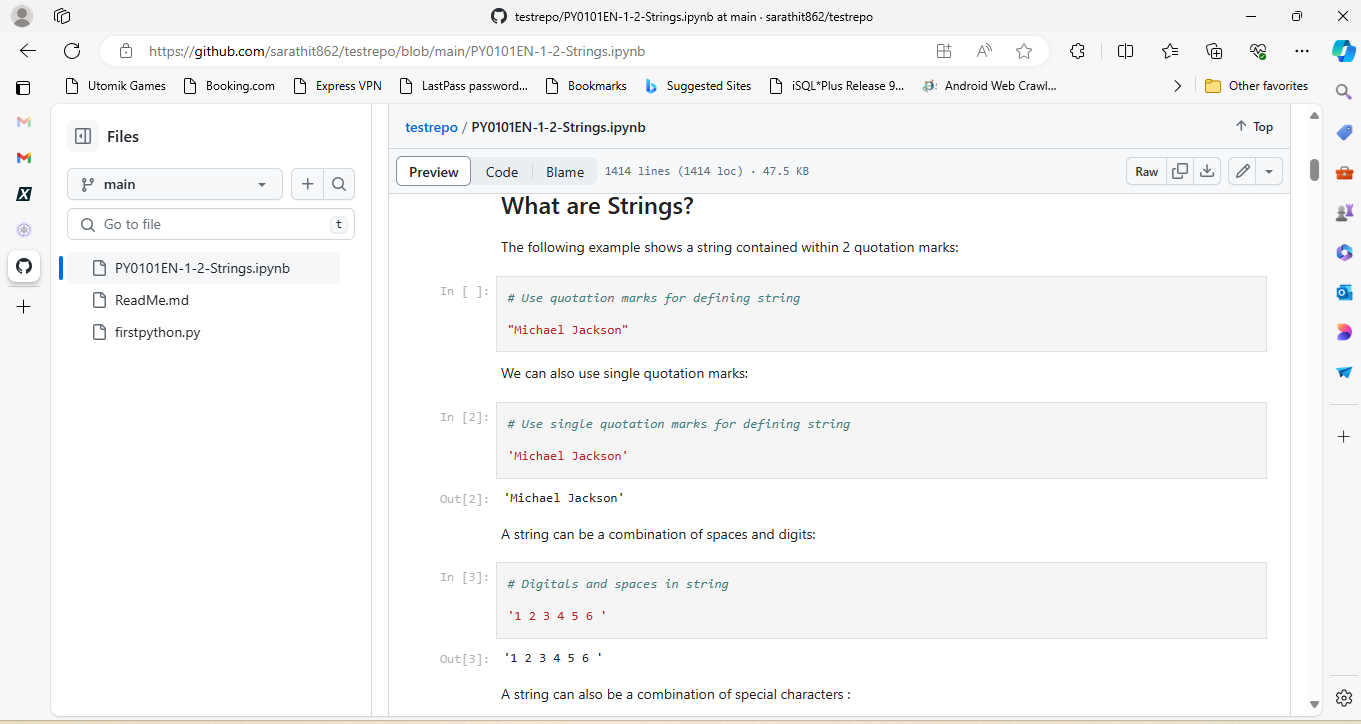 testrepo/PY0101EN-1-2-Strings.ipynb at main · sarathit862/testrepo
https://github.com/sarathit862/testrepo/blob/main/PY0101EN-1-2-Strings.ipynb
Utomik Games Booking.com Express VPN LastPass password... Bookmarks Suggested Sites iSQL*Plus Release 9... Android Web Crawl... Other favorites
Files
main
Go to file t
PY0101EN-1-2-Strings.ipynb
ReadMe.md
firstpython.py
testrepo / PY0101EN-1-2-Strings.ipynb Top
Preview Code Blame 1414 lines (1414 loc) · 47.5 KB Raw
What are Strings?
The following example shows a string contained within 2 quotation marks:
In [ ]: # Use quotation marks for defining string
"Michael Jackson"
We can also use single quotation marks:
In [2]: # Use single quotation marks for defining string
'Michael Jackson'
Out[2]: 'Michael Jackson'
A string can be a combination of spaces and digits:
In [3]: # Digitals and spaces in string
'1 2 3 4 5 6 '
Out[3]: '1 2 3 4 5 6 '
A string can also be a combination of special characters :